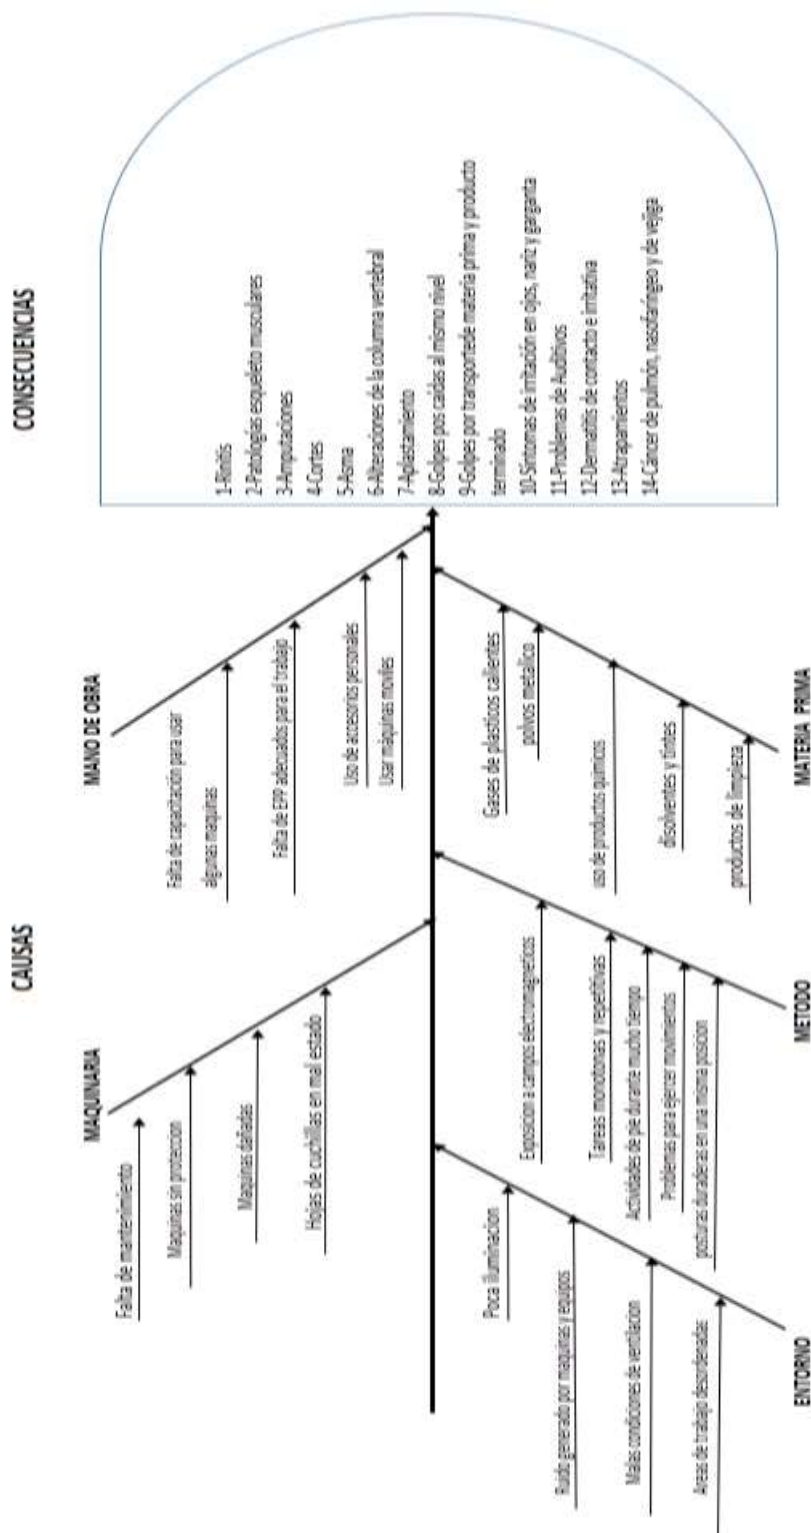 CAUSAS
CONSECUENCIAS
MAQUINARIA
Falta de mantenimiento
Maquinas sin proteccion
Maquinas dañadas
Hojas de cuchillas en mal estado
MANO DE OBRA
Falta de capacitación para usar
algunas maquinas
Falta de EPP adecuados para el trabajo
Uso de accesorios personales
Usar máquinas moviles
1-Rinitis
2-Patologías esqueleto musculares
3-Amputaciones
4-Cortes
5-Asma
6-Alteraciones de la columna vertebral
7-Aplastamiento
8-Golpes pos caídas al mismo nivel
9-Golpes por transportede materia prima y producto
terminado
10-Síntomas de irritación en ojos, nariz y garganta
11-Problemas de Auditivos
12-Dermatitis de contacto e irritativa
13-Atrapamientos
14-Cáncer de pulmón, nasofaríngeo y de vejiga
Poca iluminacion
Ruido generado por maquinas y equipos
Malas condiciones de ventilacion
Areas de trabajo desordenadas
ENTORNO
Exposicion a campos electromagneticos
Tareas monotonas y repetitivas
Actividades de pie durante mucho tiempo
Problemas para ejercer movimientos
posturas duraderas en una misma posicion
METODO
Gases de plasticos calientes
polvos metalico
uso de productos quimicos
disolventes y tintes
productos de limpieza
MATERIA PRIMA